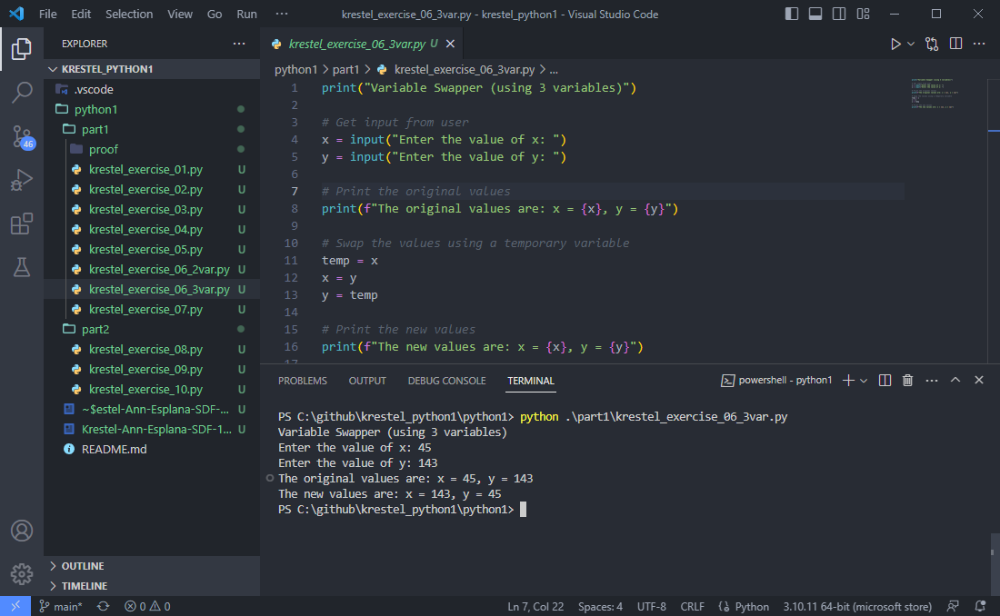 File Edit Selection View Go Run ··· krestel_exercise_06_3var.py - krestel_python1 - Visual Studio Code
EXPLORER ···
KRESTEL_PYTHON1
.vscode
python1
part1
proof
krestel_exercise_01.py U
krestel_exercise_02.py U
krestel_exercise_03.py U
krestel_exercise_04.py U
krestel_exercise_05.py U
krestel_exercise_06_2var.py U
krestel_exercise_06_3var.py U
krestel_exercise_07.py U
part2
krestel_exercise_08.py U
krestel_exercise_09.py U
krestel_exercise_10.py U
~$estel-Ann-Esplana-SDF-... U
Krestel-Ann-Esplana-SDF-1... U
README.md
OUTLINE
TIMELINE
46
krestel_exercise_06_3var.py U
python1 > part1 > krestel_exercise_06_3var.py > ...
1 print("Variable Swapper (using 3 variables)")
2
3 # Get input from user
4 x = input("Enter the value of x: ")
5 y = input("Enter the value of y: ")
6
7 # Print the original values
8 print(f"The original values are: x = {x}, y = {y}")
9
10 # Swap the values using a temporary variable
11 temp = x
12 x = y
13 y = temp
14
15 # Print the new values
16 print(f"The new values are: x = {x}, y = {y}")
17
PROBLEMS OUTPUT DEBUG CONSOLE TERMINAL powershell - python1
PS C:\github\krestel_python1\python1> python .\part1\krestel_exercise_06_3var.py
Variable Swapper (using 3 variables)
Enter the value of x: 45
Enter the value of y: 143
The original values are: x = 45, y = 143
The new values are: x = 143, y = 45
PS C:\github\krestel_python1\python1>
main* 0 0 Ln 7, Col 22 Spaces: 4 UTF-8 CRLF Python 3.10.11 64-bit (microsoft store)